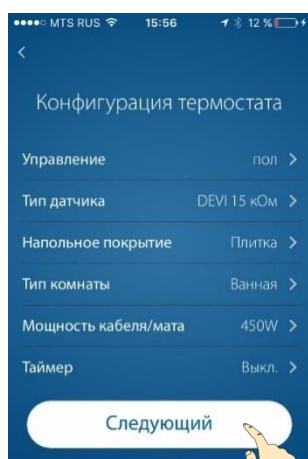 MTS RUS 15:56 12 %
Конфигурация термостата
Управление пол
Тип датчика DEVI 15 кОм
Напольное покрытие Плитка
Тип комнаты Ванная
Мощность кабеля/мата 450W
Таймер Выкл.
Следующий